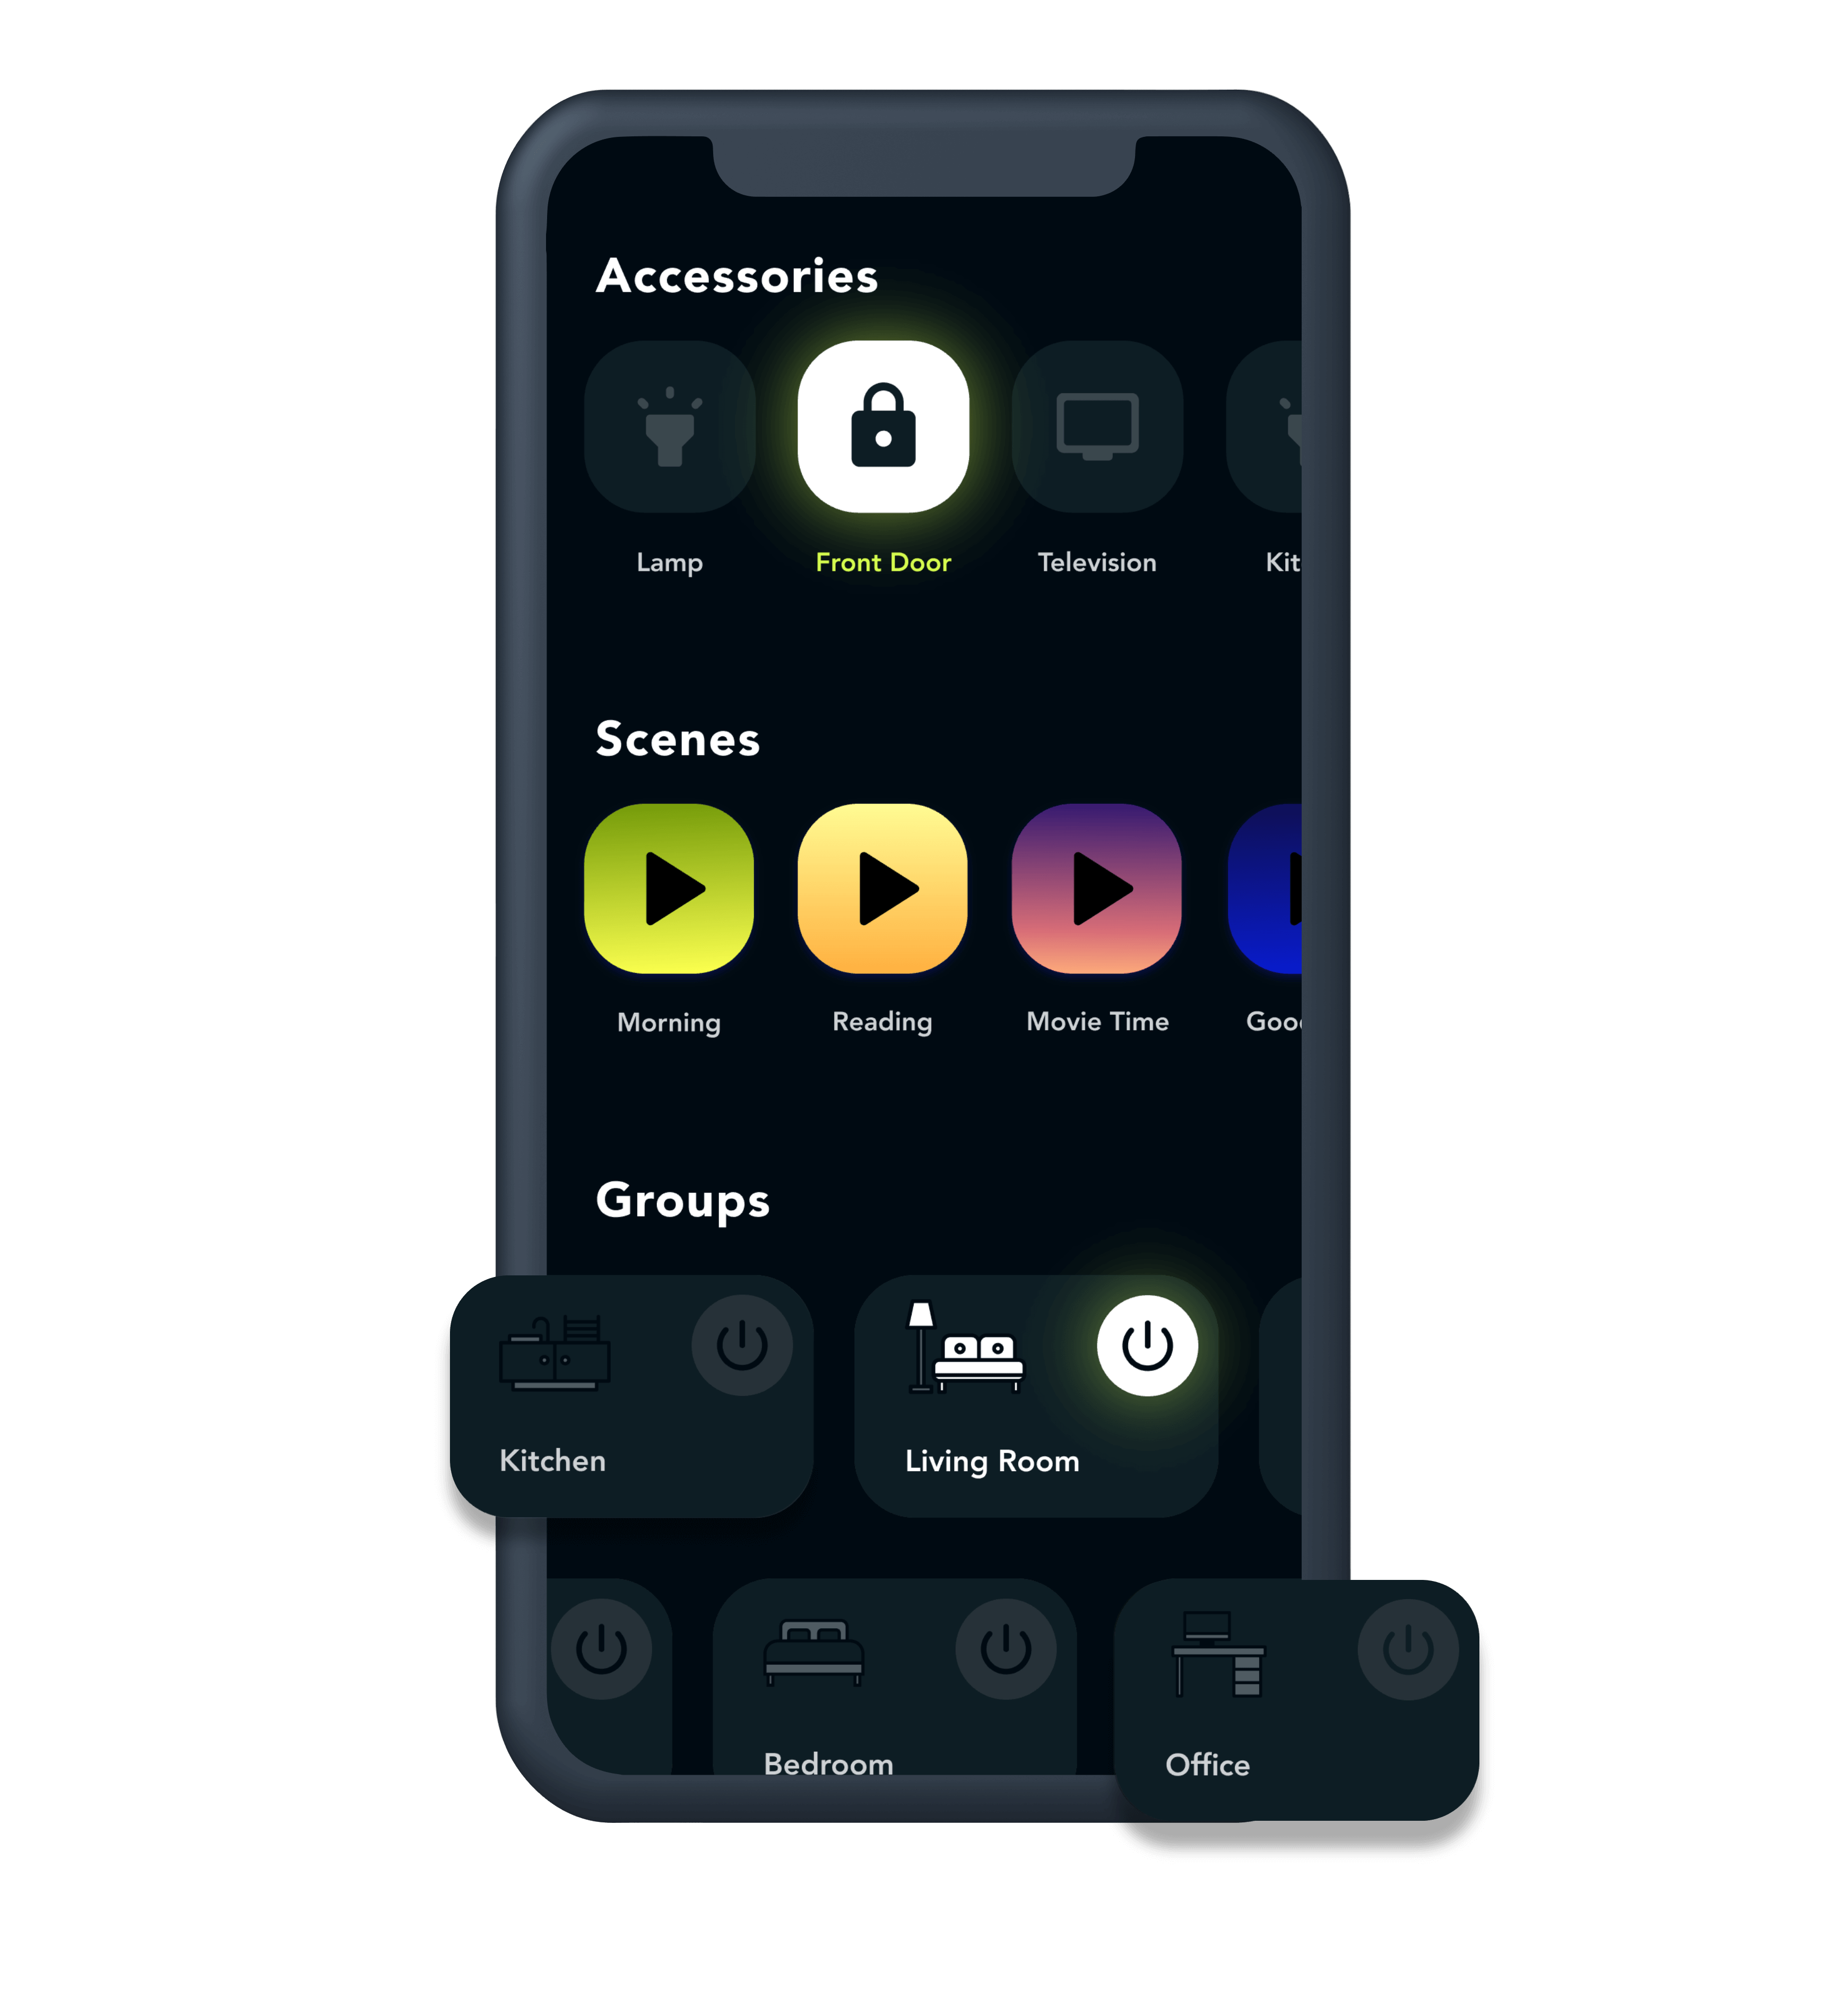 Accessories
Lamp
Front Door
Television
Kit
Scenes
Morning
Reading
Movie Time
Goo
Groups
Kitchen
Living Room
Bedroom
Office